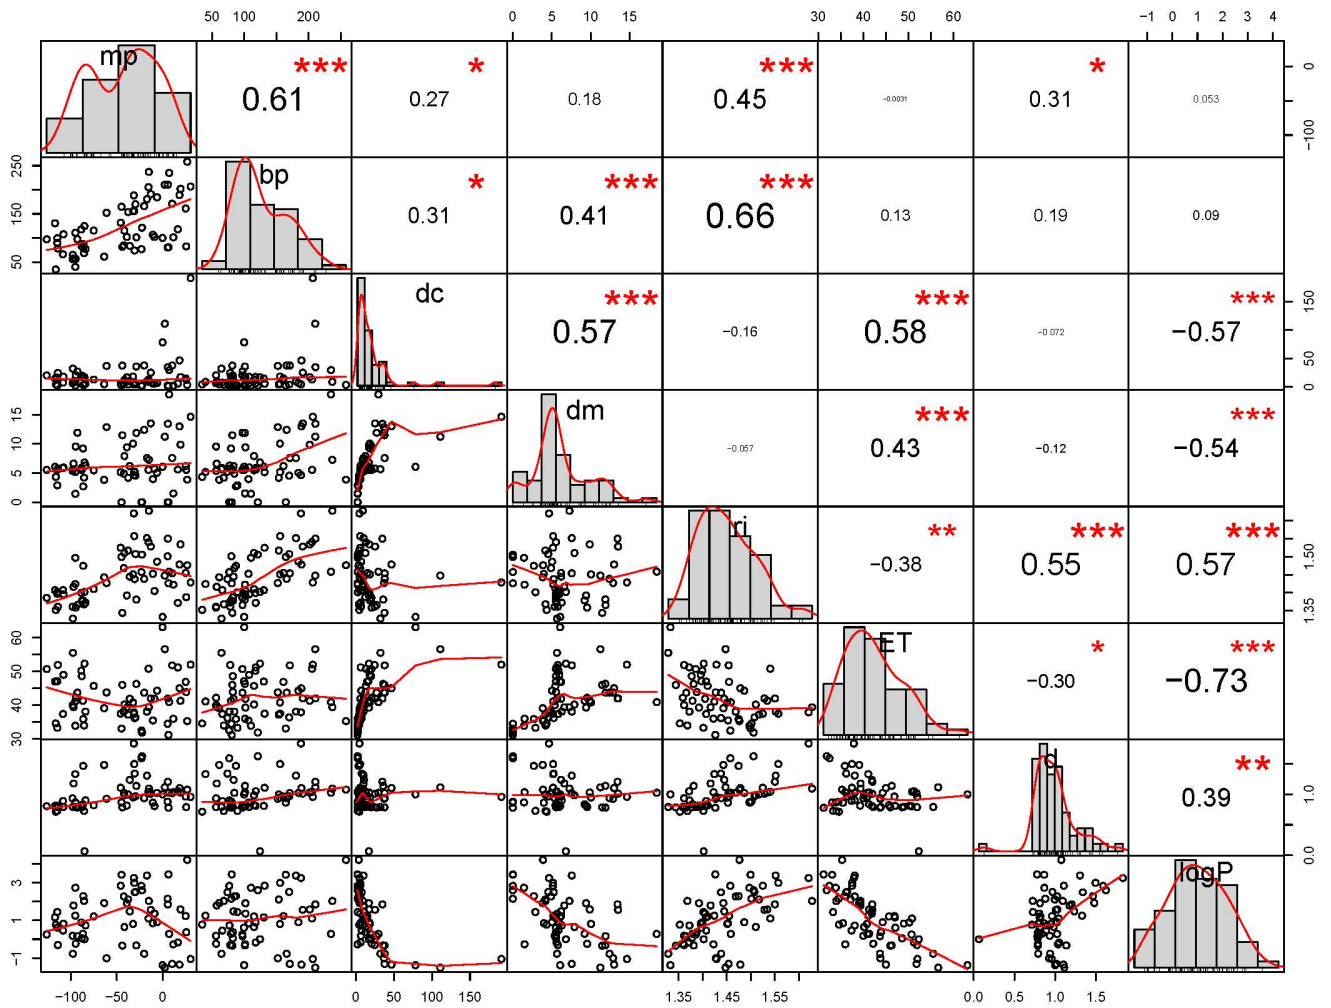 50 100 200 0 5 10 15 30 40 50 60 −1 0 1 2 3 4
mp *** * *** *
0.61 0.27 0.18 0.45 −0.0031 0.31 0.053
0 −100
250 150 50
bp * *** ***
0.31 0.41 0.66 0.13 0.19 0.09
dc *** *** ***
0.57 −0.16 0.58 −0.072 −0.57
150 50 0
15 10 5 0
dm *** ***
−0.057 0.43 −0.12 −0.54
ri ** *** ***
−0.38 0.55 0.57
1.50 1.35
60 50 40 30
ET * ***
−0.30 −0.73
d **
0.39
1.0 0.0
3 1 −1
logP
−100 −50 0 0 50 100 150 1.35 1.45 1.55 0.0 0.5 1.0 1.5